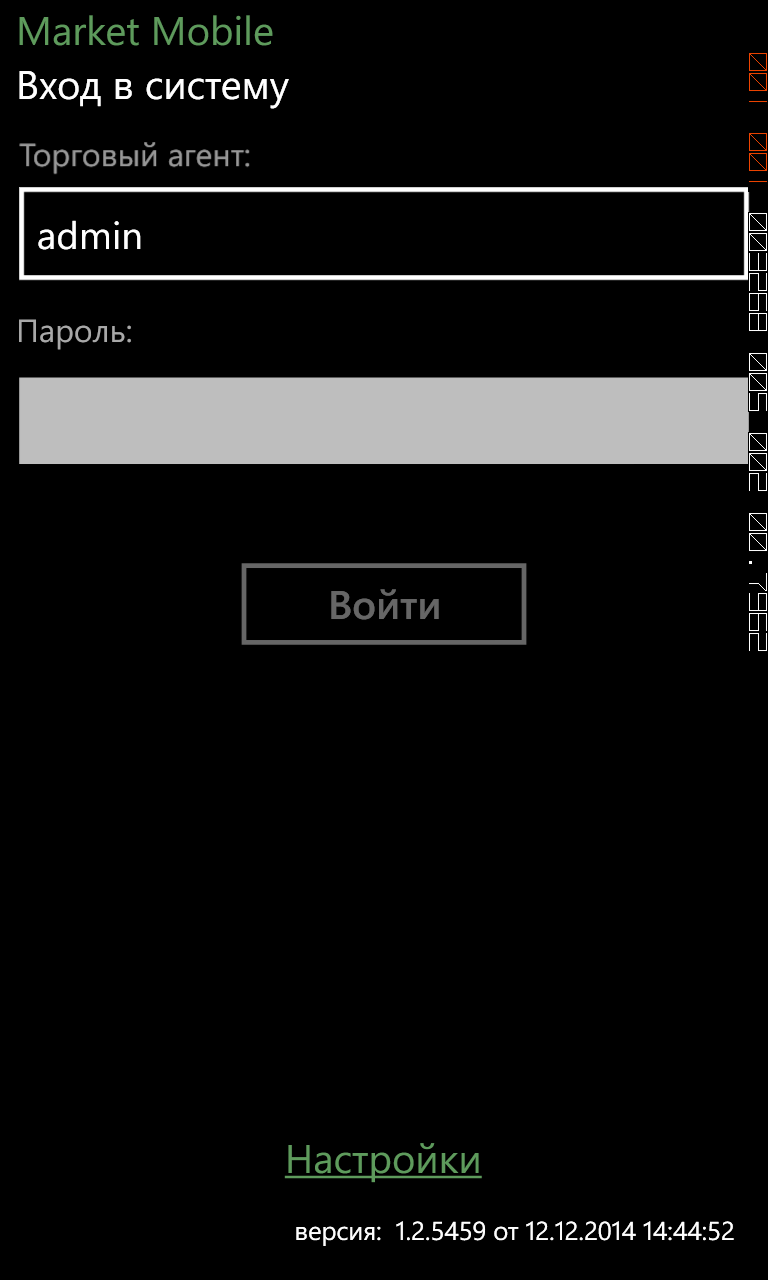 Market Mobile
Вход в систему
Торговый агент:
admin
Пароль:
Войти
Настройки
версия: 1.2.5459 от 12.12.2014 14:44:52